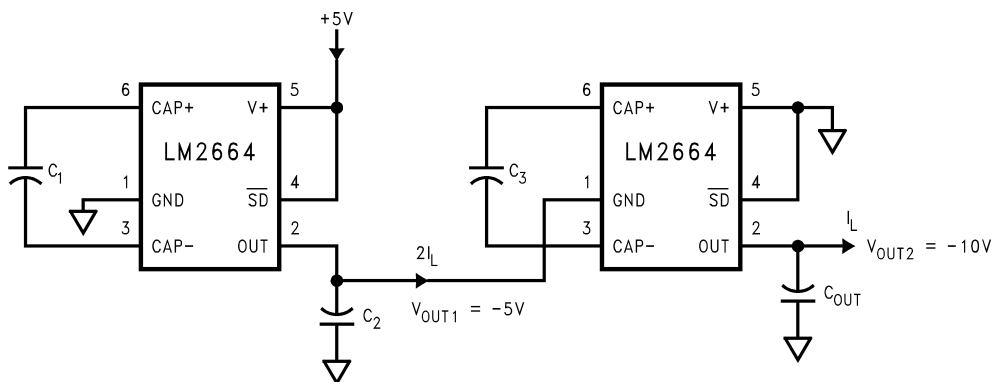 +5V
6 CAP+ V+ 5
LM2664
C1
1 GND SD 4
3 CAP- OUT 2
2IL
VOUT1 = -5V
C2
6 CAP+ V+ 5
LM2664
C3
1 GND SD 4
3 CAP- OUT 2
IL
VOUT2 = -10V
COUT